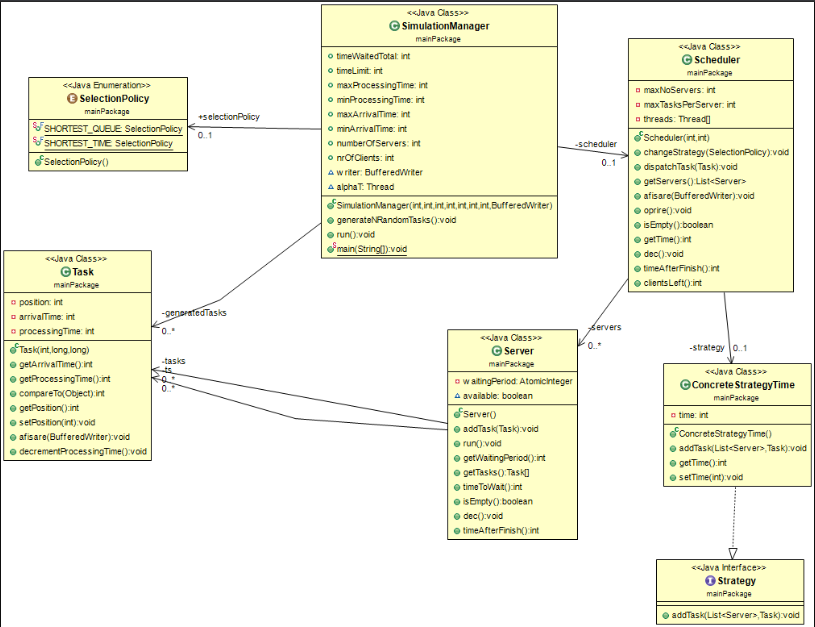 <<Java Class>>
SimulationManager
mainPackage
timeWaitedTotal: int
timeLimit: int
maxProcessingTime: int
minProcessingTime: int
maxArrivalTime: int
minArrivalTime: int
numberOfServers: int
nrOfClients: int
writer: BufferedWriter
alphaT: Thread
SimulationManager(int,int,int,int,int,int,int,BufferedWriter)
generateNRandomTasks():void
run():void
main(String[]):void
<<Java Enumeration>>
SelectionPolicy
mainPackage
SHORTEST_QUEUE: SelectionPolicy
SHORTEST_TIME: SelectionPolicy
SelectionPolicy()
+selectionPolicy
0..1
<<Java Class>>
Scheduler
mainPackage
maxNoServers: int
maxTasksPerServer: int
threads: Thread[]
Scheduler(int,int)
changeStrategy(SelectionPolicy):void
dispatchTask(Task):void
getServers():List<Server>
afisare(BufferedWriter):void
oprire():void
isEmpty():boolean
getTime():int
dec():void
timeAfterFinish():int
clientsLeft():int
-scheduler
0..1
<<Java Class>>
Task
mainPackage
position: int
arrivalTime: int
processingTime: int
Task(int,long,long)
getArrivalTime():int
getProcessingTime():int
compareTo(Object):int
getPosition():int
setPosition(int):void
afisare(BufferedWriter):void
decrementProcessingTime():void
-generatedTasks
0..*
-tasks
-ts
0..*
0..*
<<Java Class>>
Server
mainPackage
waitingPeriod: AtomicInteger
available: boolean
Server()
addTask(Task):void
run():void
getWaitingPeriod():int
getTasks():Task[]
timeToWait():int
isEmpty():boolean
dec():void
timeAfterFinish():int
-servers
0..*
-strategy
0..1
<<Java Class>>
ConcreteStrategyTime
mainPackage
time: int
ConcreteStrategyTime()
addTask(List<Server>,Task):void
getTime():int
setTime(int):void
<<Java Interface>>
Strategy
mainPackage
addTask(List<Server>,Task):void